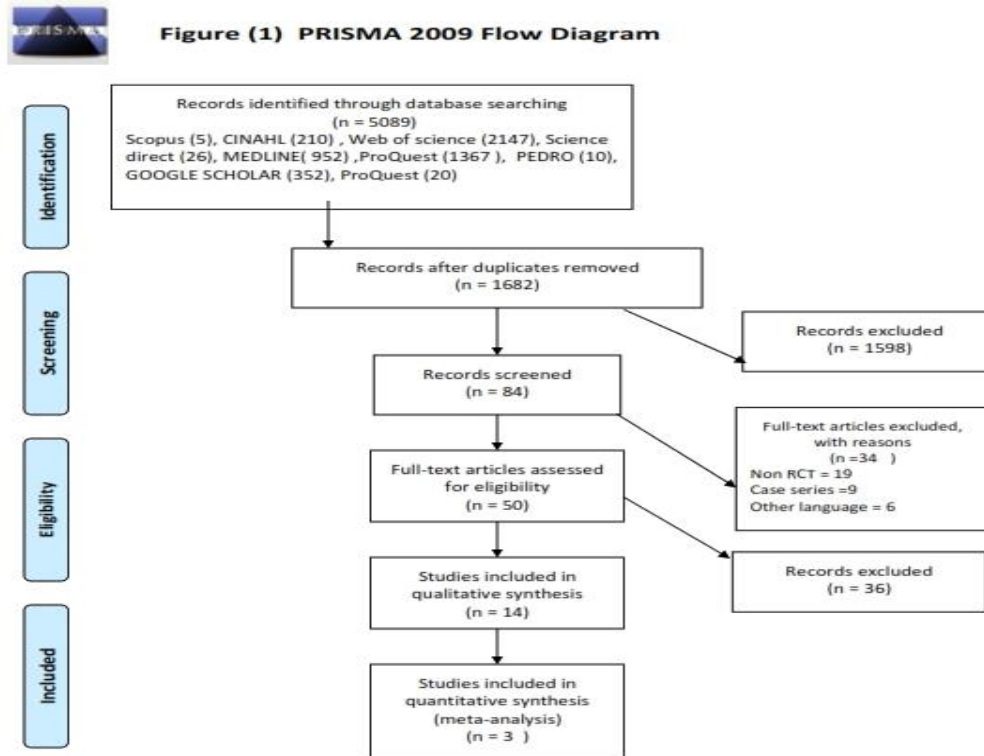 PRISMA
Figure (1) PRISMA 2009 Flow Diagram
Identification
Records identified through database searching
(n = 5089)
Scopus (5), CINAHL (210) , Web of science (2147), Science
direct (26), MEDLINE( 952) ,ProQuest (1367 ), PEDRO (10),
GOOGLE SCHOLAR (352), ProQuest (20)
Records after duplicates removed
(n = 1682)
Screening
Records excluded
(n = 1598)
Records screened
(n = 84)
Full-text articles excluded,
with reasons
(n =34 )
Non RCT = 19
Case series =9
Other language = 6
Eligibility
Full-text articles assessed
for eligibility
(n = 50)
Records excluded
(n = 36)
Studies included in
qualitative synthesis
(n = 14)
Included
Studies included in
quantitative synthesis
(meta-analysis)
(n = 3 )